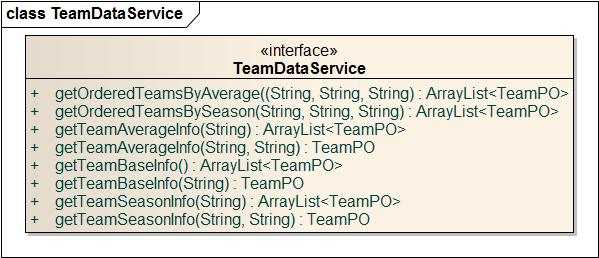 class TeamDataService
«interface»
TeamDataService
+ getOrderedTeamsByAverage((String, String, String) : ArrayList<TeamPO>
+ getOrderedTeamsBySeason(String, String, String) : ArrayList<TeamPO>
+ getTeamAverageInfo(String) : ArrayList<TeamPO>
+ getTeamAverageInfo(String, String) : TeamPO
+ getTeamBaseInfo() : ArrayList<TeamPO>
+ getTeamBaseInfo(String) : TeamPO
+ getTeamSeasonInfo(String) : ArrayList<TeamPO>
+ getTeamSeasonInfo(String, String) : TeamPO